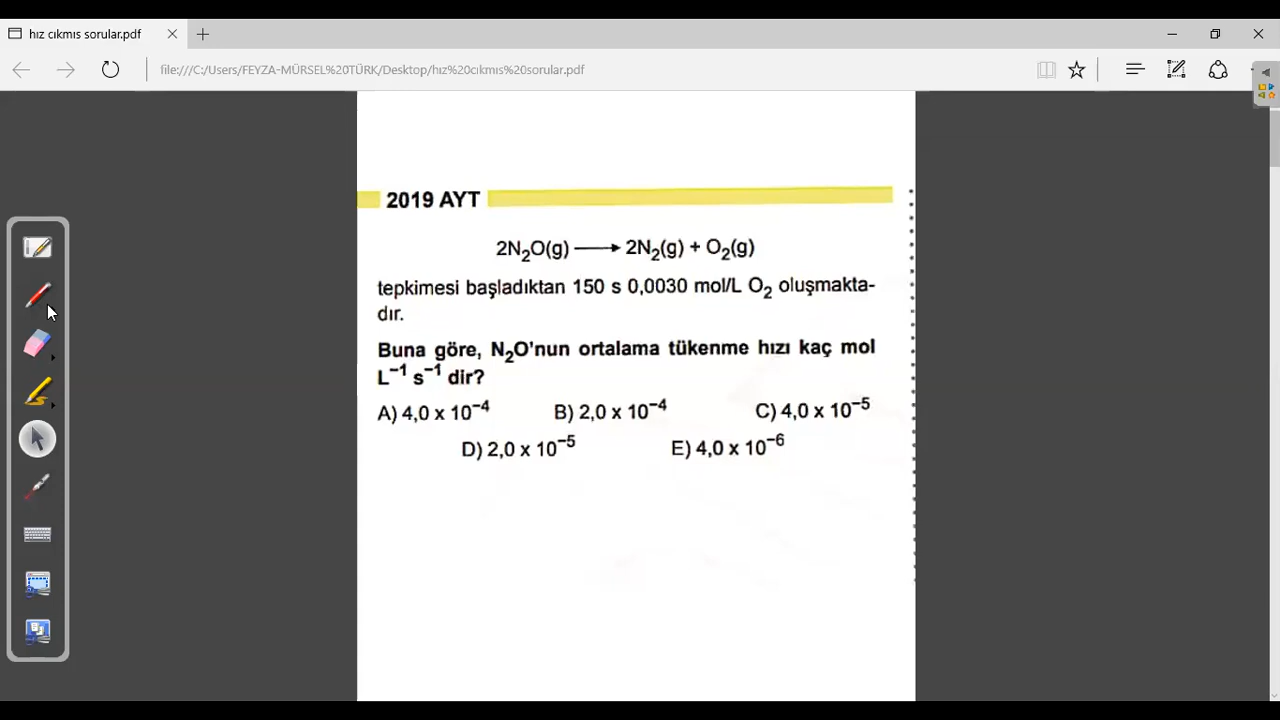 hız cıkmıs sorular.pdf
file:///C:/Users/FEYZA-MÜRSEL%20TÜRK/Desktop/hız%20cıkmıs%20sorular.pdf
2019 AYT
2N₂O(g) ⟶ 2N₂(g) + O₂(g)
tepkimesi başladıktan 150 s 0,0030 mol/L O₂ oluşmakta-
dır.
Buna göre, N₂O'nun ortalama tükenme hızı kaç mol
L⁻¹ s⁻¹ dir?
A) 4,0 x 10⁻⁴ B) 2,0 x 10⁻⁴ C) 4,0 x 10⁻⁵
D) 2,0 x 10⁻⁵ E) 4,0 x 10⁻⁶